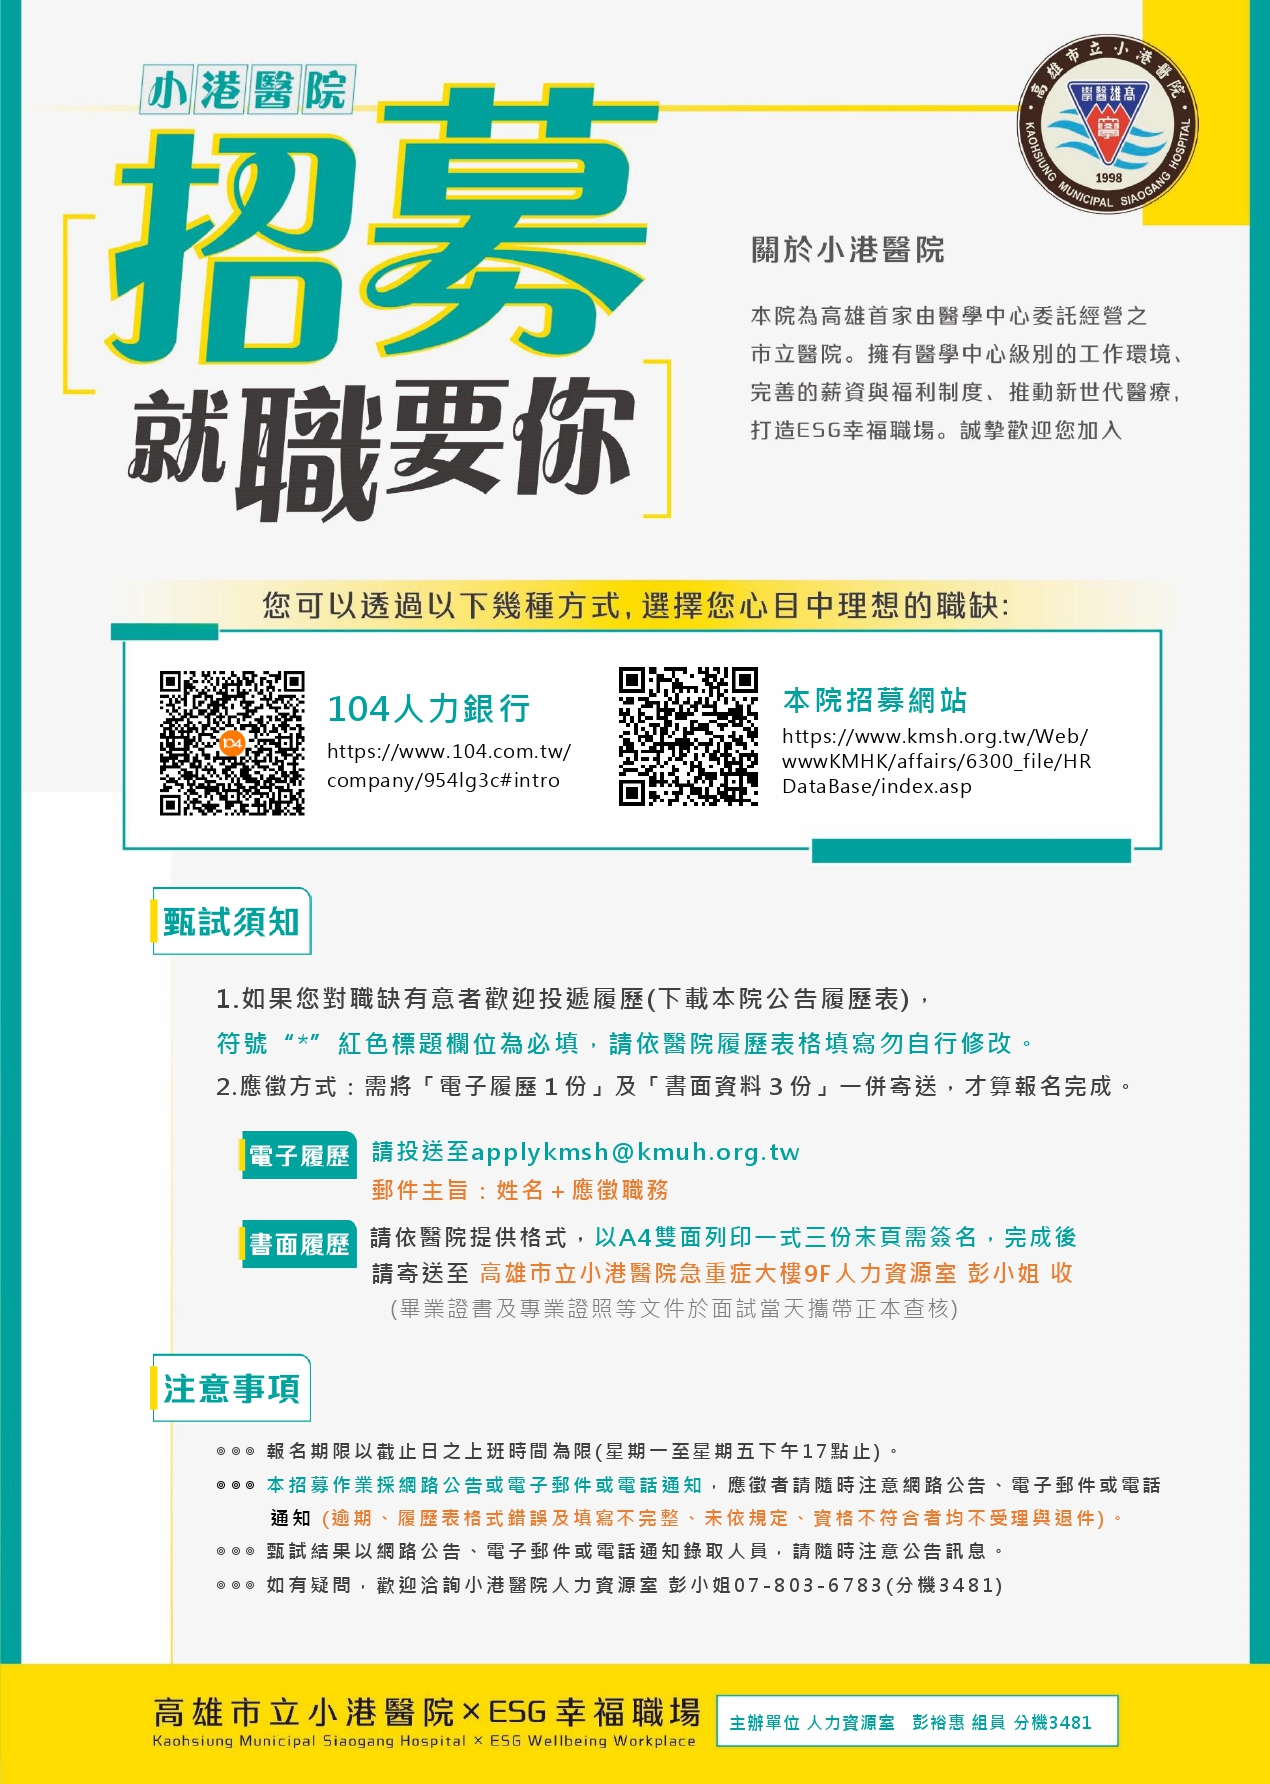 小港醫院
招募
就職要你
高雄市立小港醫院
學醫雄高
1998
KAOHSIUNG MUNICIPAL SIAOGANG HOSPITAL
關於小港醫院
本院為高雄首家由醫學中心委託經營之
市立醫院。擁有醫學中心級別的工作環境、
完善的薪資與福利制度、推動新世代醫療,
打造ESG幸福職場。誠摯歡迎您加入
您可以透過以下幾種方式,選擇您心目中理想的職缺:
104
104人力銀行
https://www.104.com.tw/
company/954lg3c#intro
本院招募網站
https://www.kmsh.org.tw/Web/
wwwKMHK/affairs/6300_file/HR
DataBase/index.asp
甄試須知
1.如果您對職缺有意者歡迎投遞履歷(下載本院公告履歷表)，
符號“*”紅色標題欄位為必填，請依醫院履歷表格填寫勿自行修改。
2.應徵方式：需將「電子履歷1份」及「書面資料3份」一併寄送，才算報名完成。
電子履歷
請投送至applykmsh@kmuh.org.tw
郵件主旨：姓名＋應徵職務
書面履歷
請依醫院提供格式，以A4雙面列印一式三份末頁需簽名，完成後
請寄送至 高雄市立小港醫院急重症大樓9F人力資源室 彭小姐 收
(畢業證書及專業證照等文件於面試當天攜帶正本查核)
注意事項
◎◎◎ 報名期限以截止日之上班時間為限(星期一至星期五下午17點止)。
◎◎◎ 本招募作業採網路公告或電子郵件或電話通知，應徵者請隨時注意網路公告、電子郵件或電話
通知 (逾期、履歷表格式錯誤及填寫不完整、未依規定、資格不符合者均不受理與退件)。
◎◎◎ 甄試結果以網路公告、電子郵件或電話通知錄取人員，請隨時注意公告訊息。
◎◎◎ 如有疑問，歡迎洽詢小港醫院人力資源室 彭小姐07-803-6783(分機3481)
高雄市立小港醫院×ESG幸福職場
Kaohsiung Municipal Siaogang Hospital × ESG Wellbeing Workplace
主辦單位 人力資源室 彭裕惠 組員 分機3481